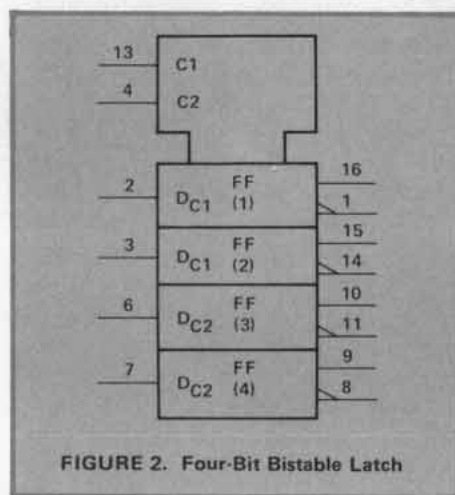 13 C1
4 C2
16
FF
2 DC1 (1) 1
15
FF
3 DC1 (2) 14
10
FF
6 DC2 (3) 11
9
FF
7 DC2 (4) 8
FIGURE 2. Four-Bit Bistable Latch